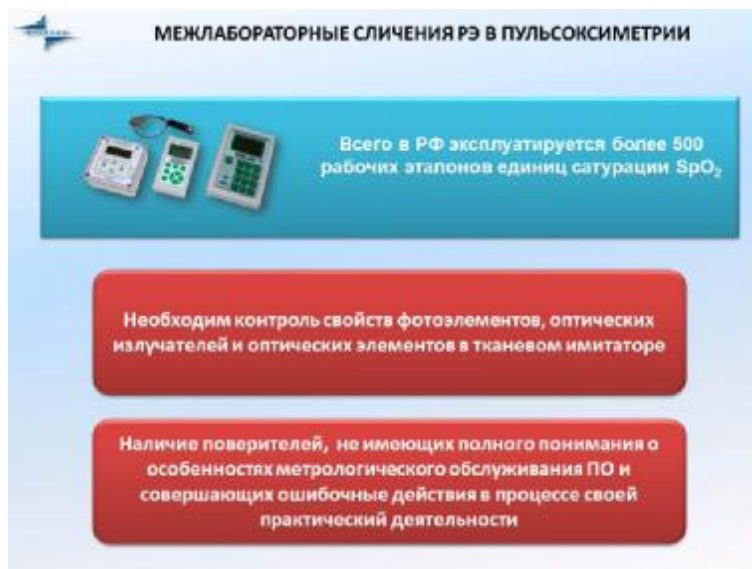 МЕЖЛАБОРАТОРНЫЕ СЛИЧЕНИЯ РЭ В ПУЛЬСОКСИМЕТРИИ
Всего в РФ эксплуатируется более 500
рабочих эталонов единиц сатурации SpO₂
Необходим контроль свойств фотоэлементов, оптических
излучателей и оптических элементов в тканевом имитаторе
Наличие поверителей, не имеющих полного понимания о
особенностях метрологического обслуживания ПО и
совершающих ошибочные действия в процессе своей
практический деятельности